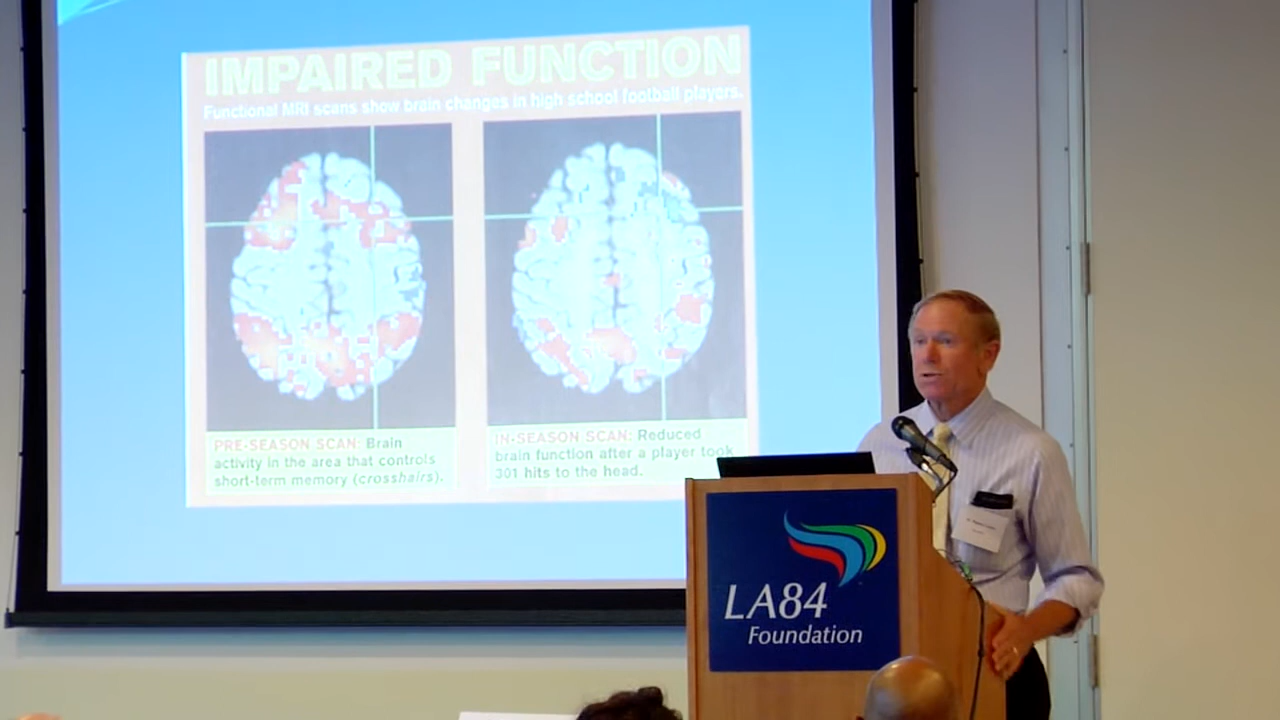 IMPAIRED FUNCTION
Functional MRI scans show brain changes in high school football players.
PRE-SEASON SCAN: Brain
activity in the area that controls
short-term memory (crosshairs).
IN-SEASON SCAN: Reduced
brain function after a player took
301 hits to the head.
LA84
Foundation